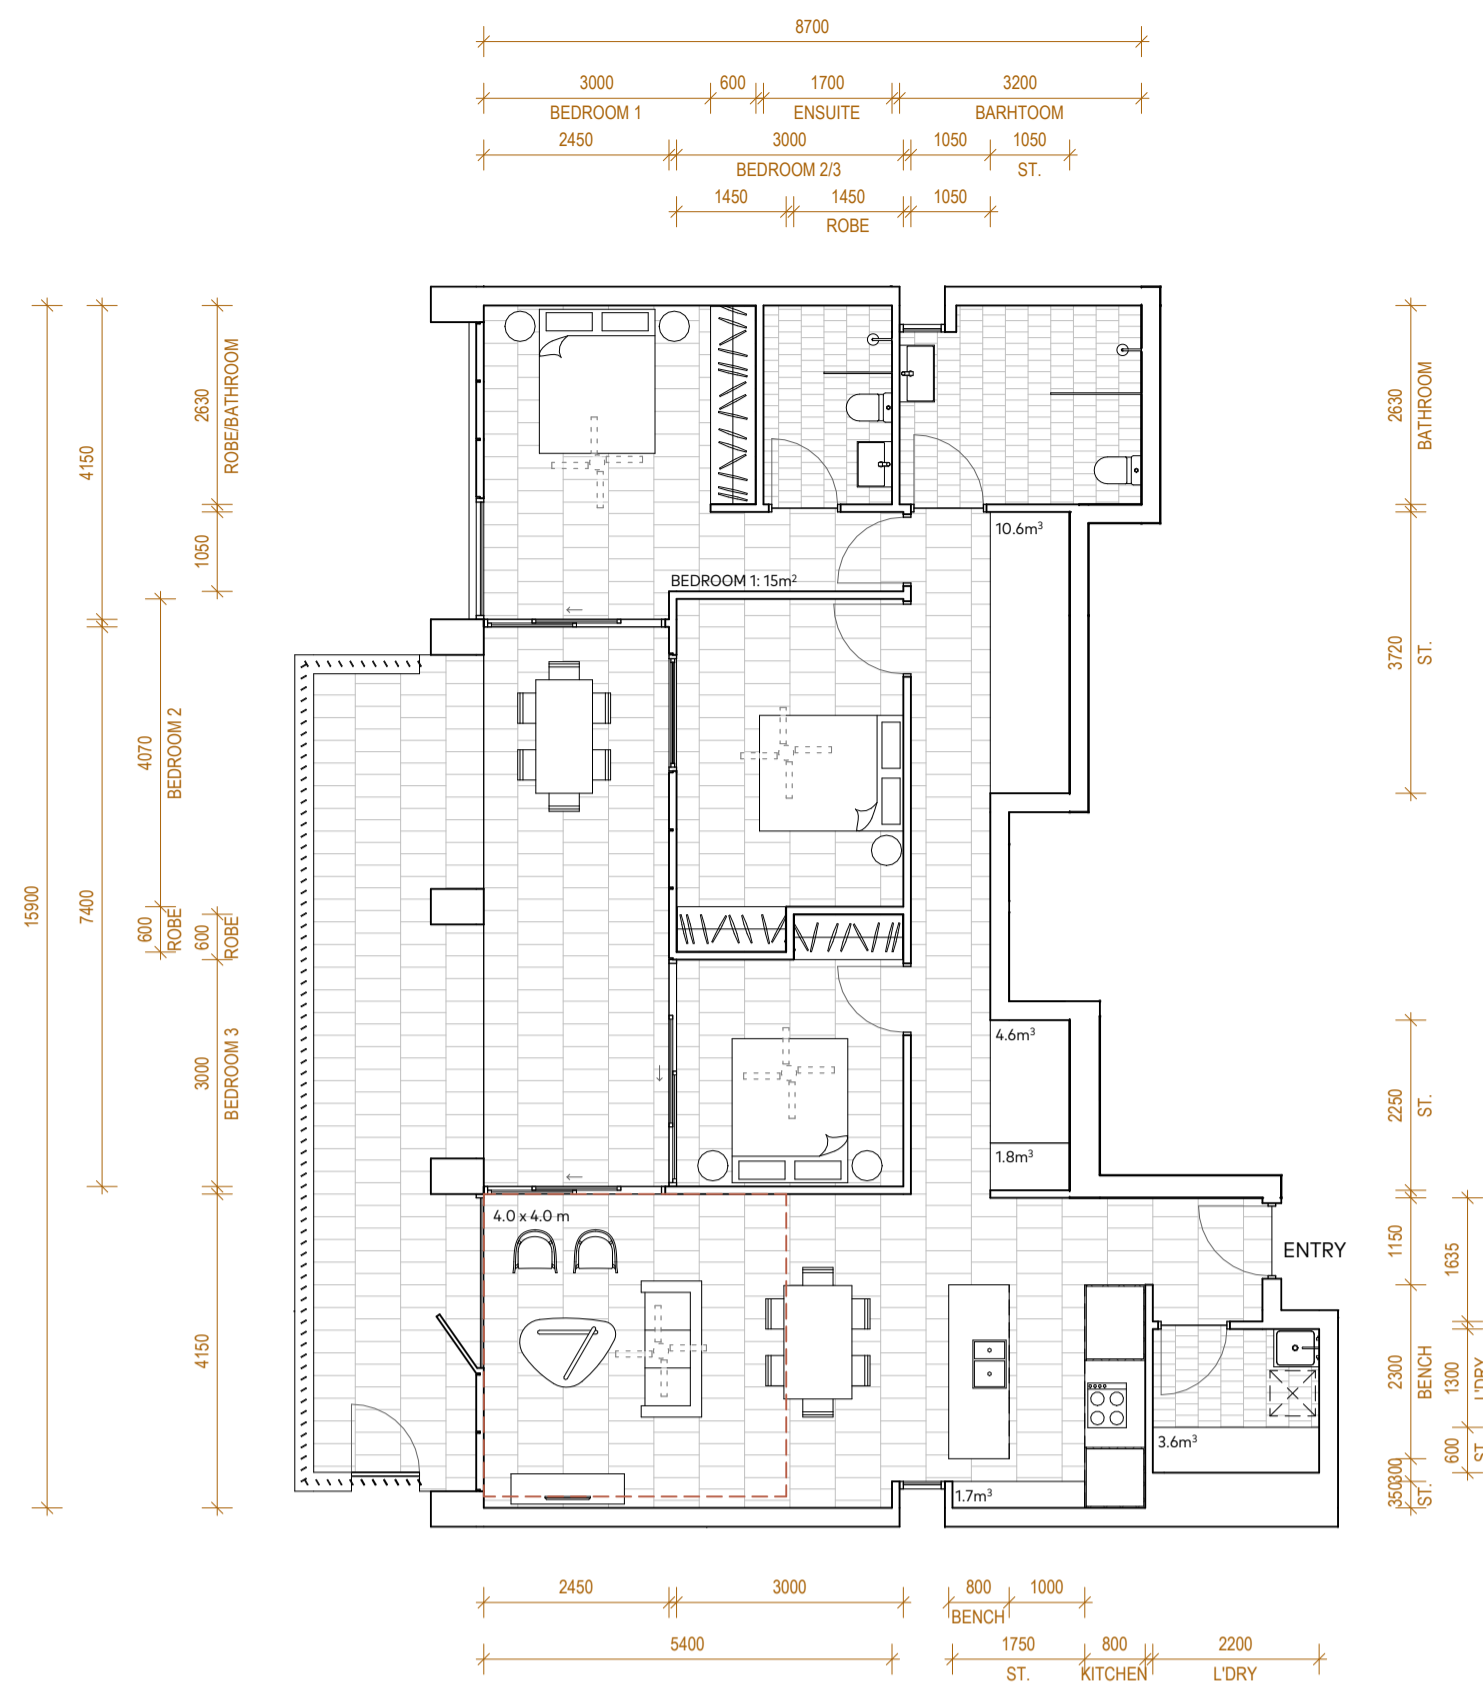 8700
3000 600 1700 3200
BEDROOM 1 ENSUITE BARHTOOM
2450 3000 1050 1050
BEDROOM 2/3 ST.
1450 1450 1050
ROBE
15900
4150
7400
4070
BEDROOM 2
600
ROBE
2630
ROBE/BATHROOM
1050
600
ROBE
3000
BEDROOM 3
4150
10.6m³
BEDROOM 1: 15m²
4.6m³
1.8m³
4.0 x 4.0 m
ENTRY
3.6m³
1.7m³
2630
BATHROOM
3720
ST.
2250
ST.
1150
2300
BENCH
300
350
ST.
1635
1300
L'DRY
600
ST.
2450 3000 800 1000
BENCH
5400 1750 800 2200
ST. KITCHEN L'DRY